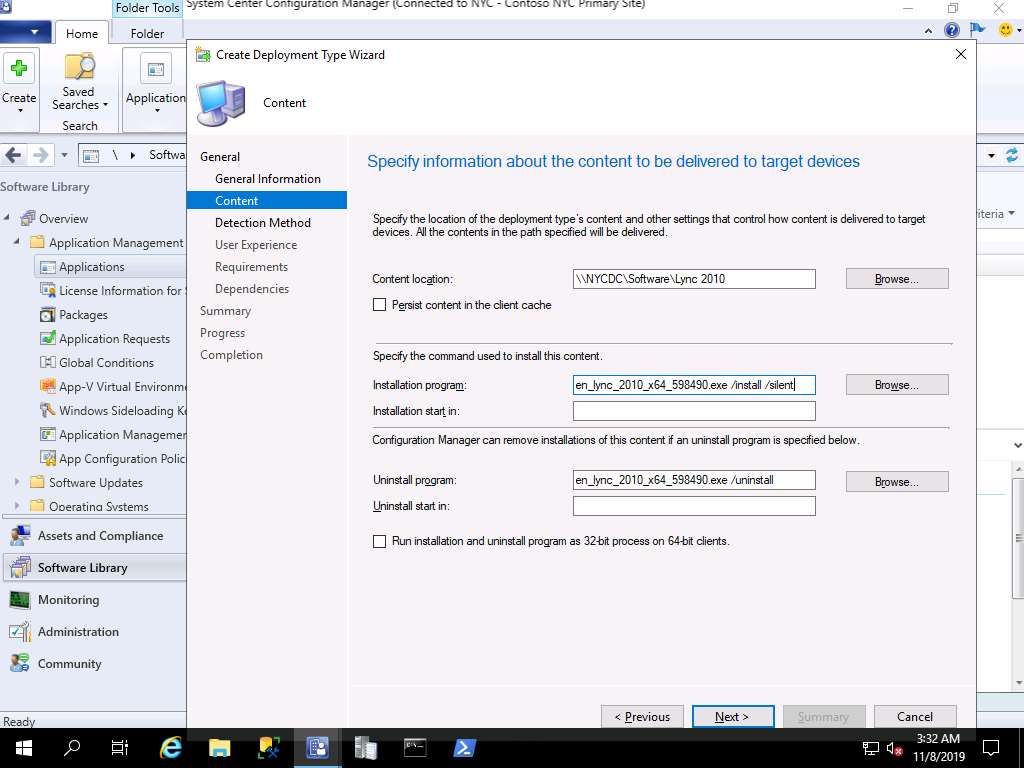 Folder Tools
System Center Configuration Manager (Connected to NYC - Contoso NYC Primary Site)
Home
Folder
Create
Saved
Searches
Search
Application
\ Softwa
iteria
Software Library
Overview
Application Management
Applications
License Information for
Packages
Application Requests
Global Conditions
App-V Virtual Environme
Windows Sideloading Ke
Application Managemer
App Configuration Polic
Software Updates
Operating Systems
Assets and Compliance
Software Library
Monitoring
Administration
Community
Ready
Create Deployment Type Wizard
Content
General
General Information
Content
Detection Method
User Experience
Requirements
Dependencies
Summary
Progress
Completion
Specify information about the content to be delivered to target devices
Specify the location of the deployment type's content and other settings that control how content is delivered to target
devices. All the contents in the path specified will be delivered.
Content location: \\NYCDC\Software\Lync 2010 Browse...
Persist content in the client cache
Specify the command used to install this content.
Installation program: en_lync_2010_x64_598490.exe /install /silent Browse...
Installation start in:
Configuration Manager can remove installations of this content if an uninstall program is specified below.
Uninstall program: en_lync_2010_x64_598490.exe /uninstall Browse...
Uninstall start in:
Run installation and uninstall program as 32-bit process on 64-bit clients.
< Previous Next > Summary Cancel
3:32 AM
11/8/2019